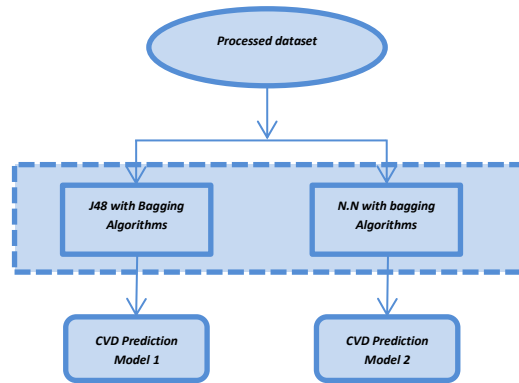 Processed dataset
J48 with Bagging
Algorithms
N.N with bagging
Algorithms
CVD Prediction
Model 1
CVD Prediction
Model 2